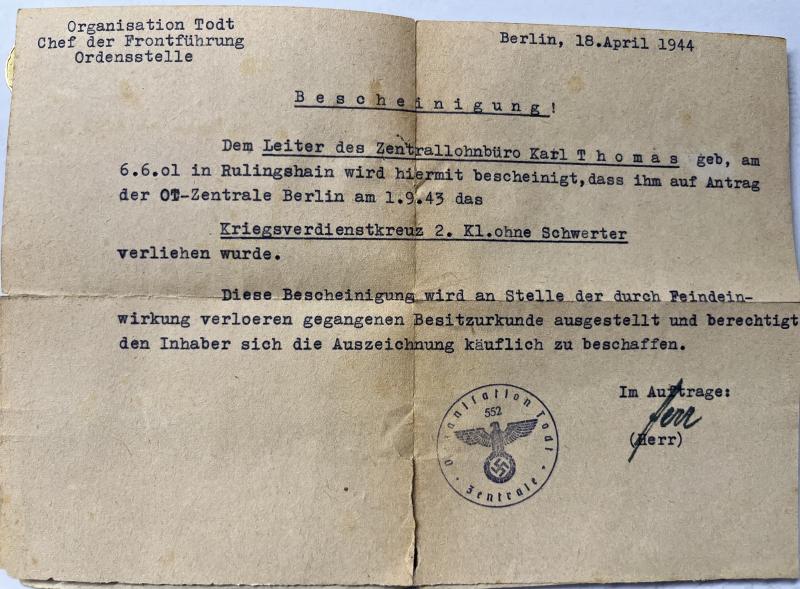 Organisation Todt
Chef der Frontführung
Ordensstelle
Berlin, 18.April 1944
Bescheinigung!
Dem Leiter des Zentrallohnbüro Karl Thomas geb, am
6.6.ol in Rulingshain wird hiermit bescheinigt,dass ihm auf Antrag
der OT-Zentrale Berlin am 1.9.43 das
Kriegsverdienstkreuz 2. Kl.ohne Schwerter
verliehen wurde.
Diese Bescheinigung wird an Stelle der durch Feindein-
wirkung verloeren gegangenen Besitzurkunde ausgestellt und berechtigt
den Inhaber sich die Auszeichnung käuflich zu beschaffen.
Im Auftrage:
Herr
(Herr)
Organisation Todt
552
Zentrale